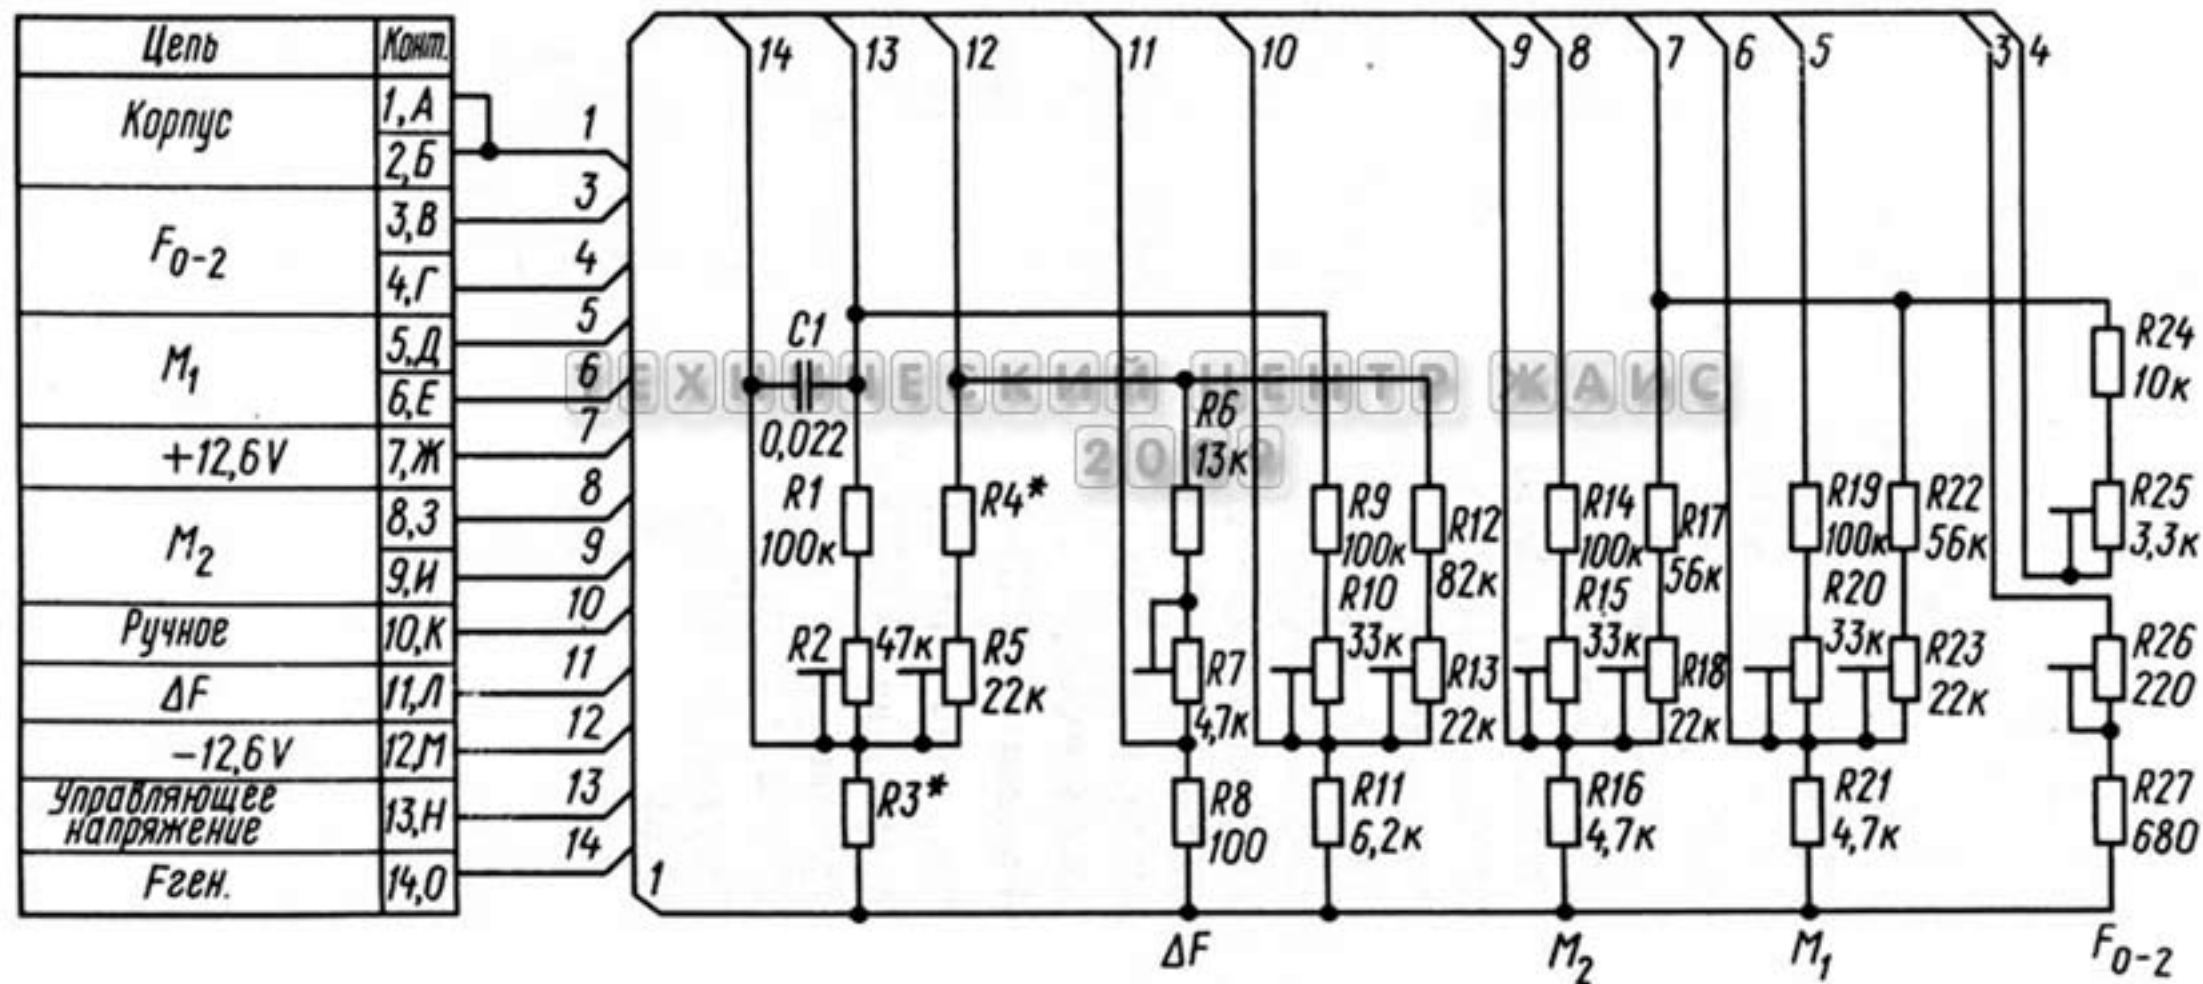 Цепь Конт.
Корпус 1,А
2,Б
F0-2 3,В
4,Г
M1 5,Д
6,Е
+12,6V 7,Ж
M2 8,З
9,И
Ручное 10,К
ΔF 11,Л
-12,6V 12,М
Управляющее
напряжение 13,Н
Fген. 14,О
1
3
4
5
6
7
8
9
10
11
12
13
14
1
14 13 12 11 10 9 8 7 6 5 3 4
C1
0,022
R1
100к
R2
47к
R3*
R4*
R5
22к
R6
13к
R7
4,7к
R8
100
R9
100к
R10
33к
R11
6,2к
R12
82к
R13
22к
R14
100к
R15
33к
R16
4,7к
R17
56к
R18
22к
R19
100к
R20
33к
R21
4,7к
R22
56к
R23
22к
R24
10к
R25
3,3к
R26
220
R27
680
ΔF M2 M1 F0-2
ТЕХНИЧЕСКИЙ ЦЕНТР ЖАИС